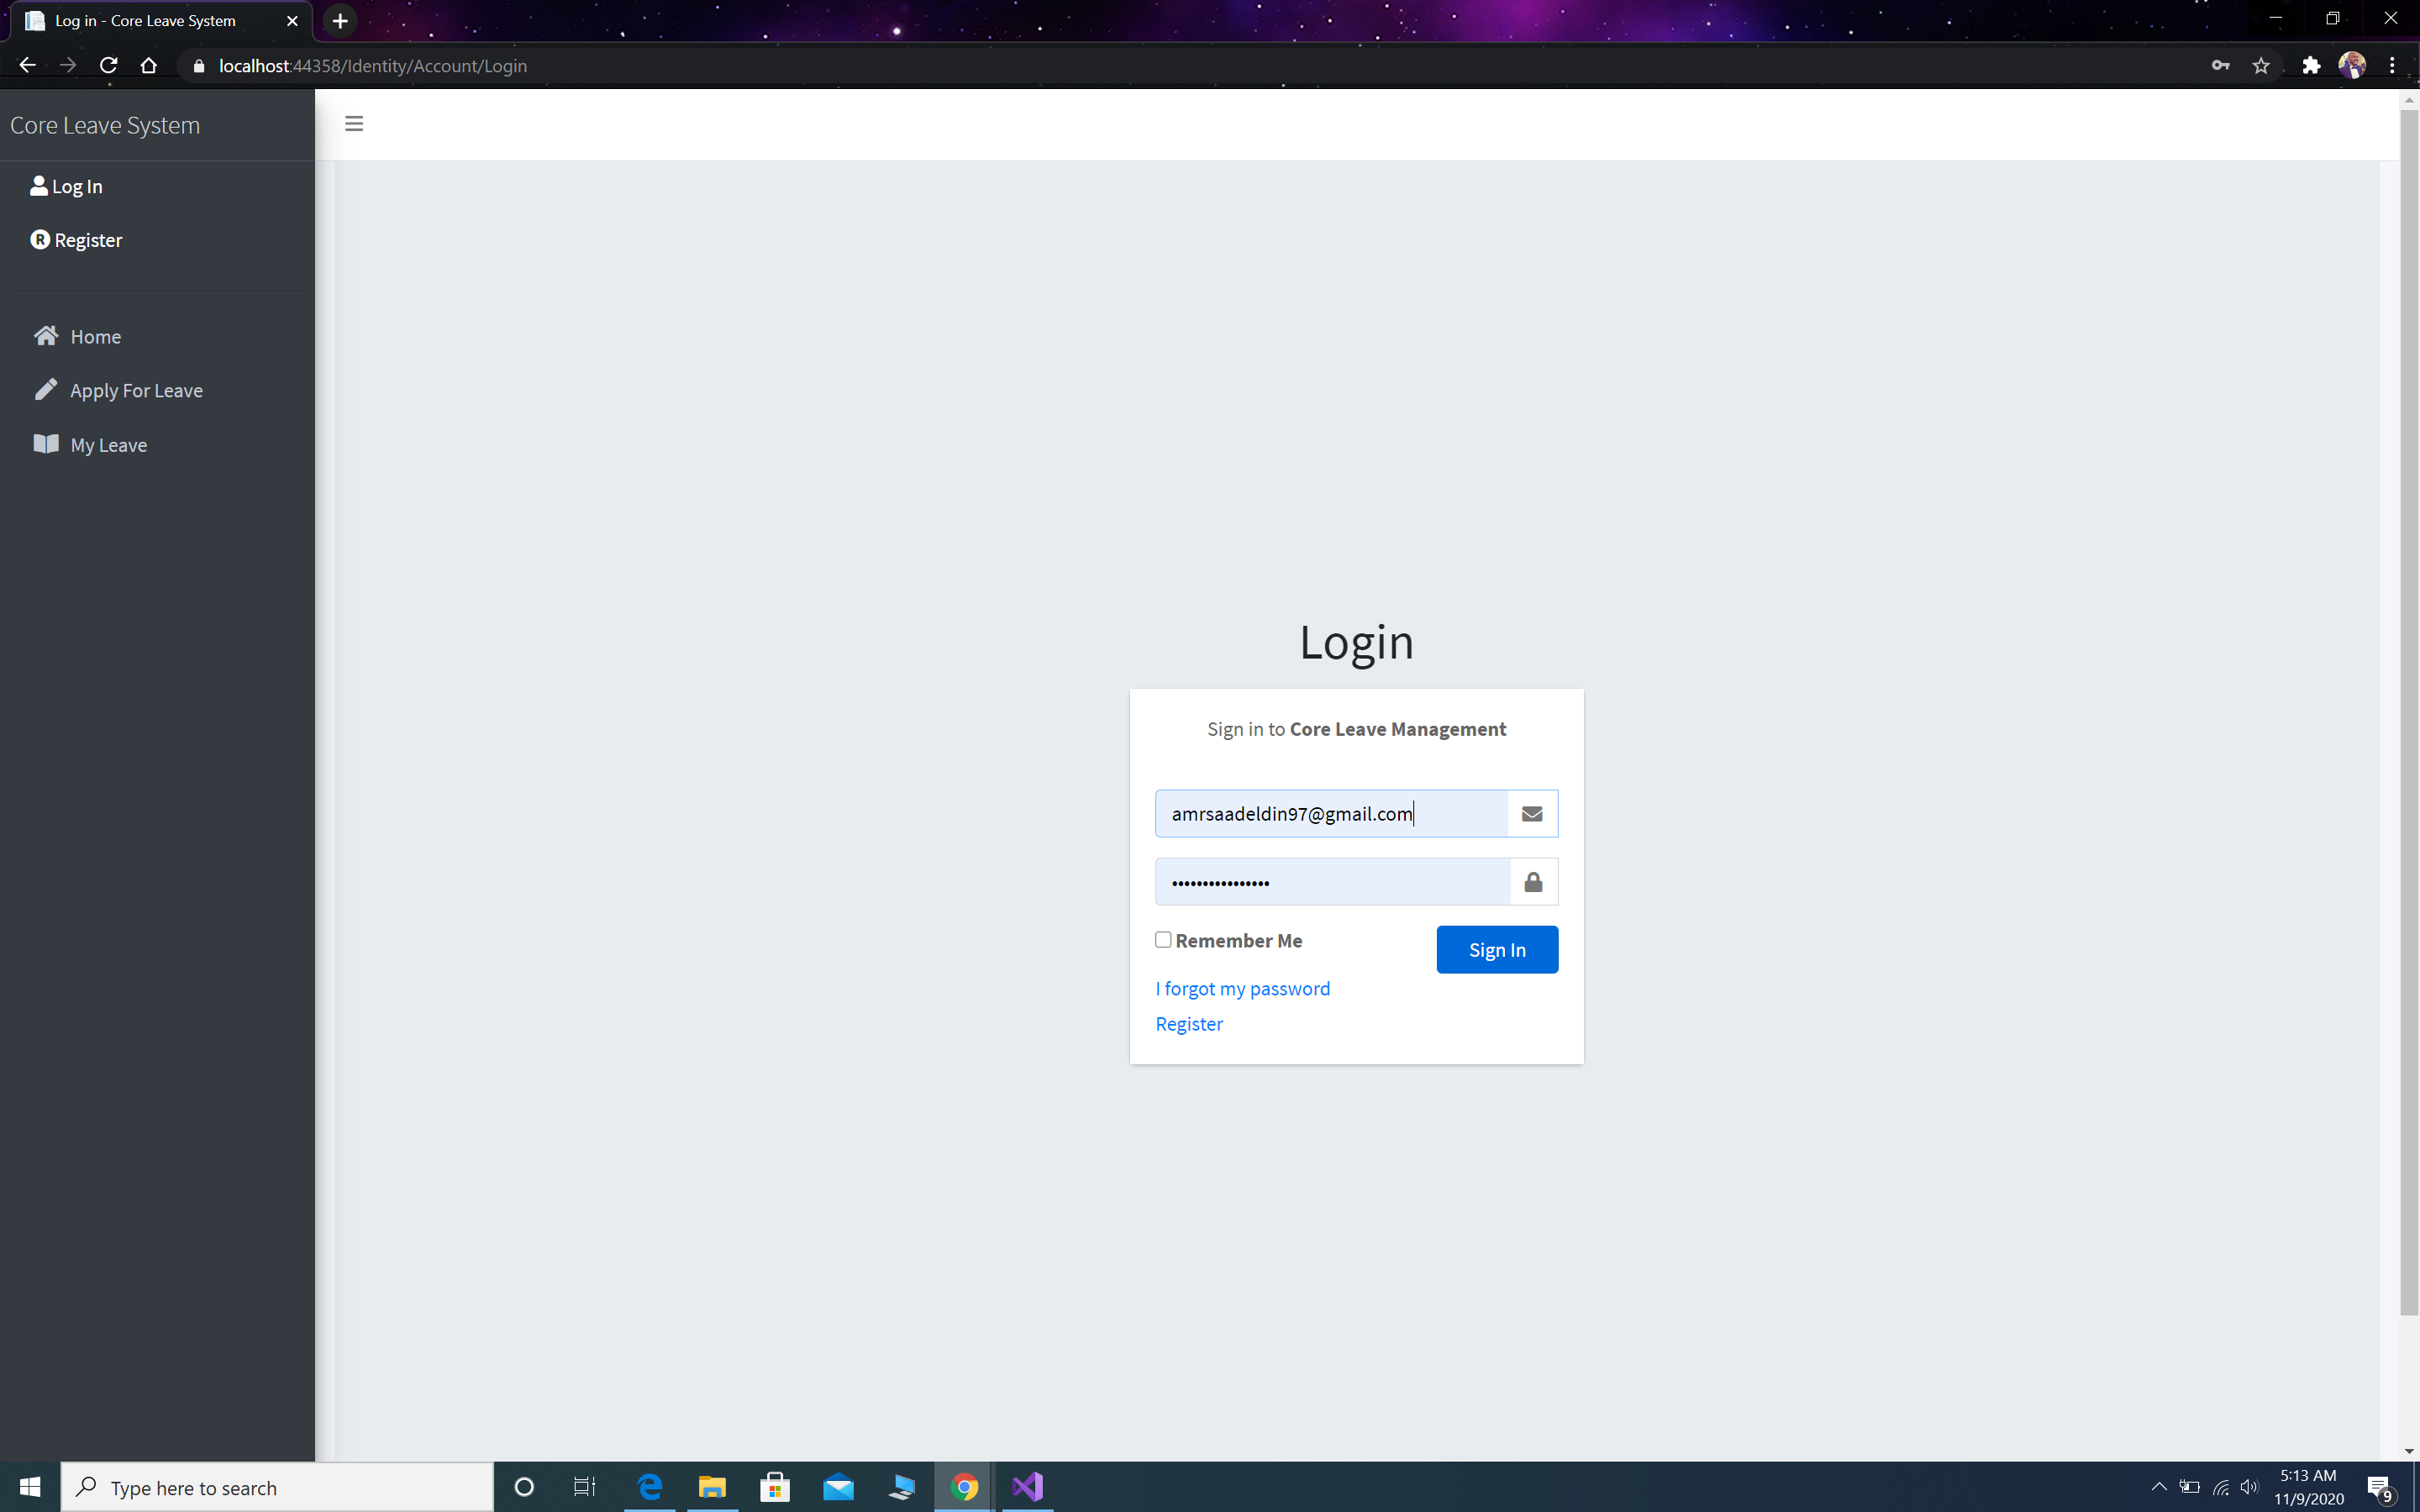 Log in - Core Leave System
localhost:44358/Identity/Account/Login
Core Leave System
Log In
R Register
Home
Apply For Leave
My Leave
Login
Sign in to Core Leave Management
amrsaadeldin97@gmail.com
••••••••••••••••
Remember Me
Sign In
I forgot my password
Register
Type here to search
5:13 AM
11/9/2020
9